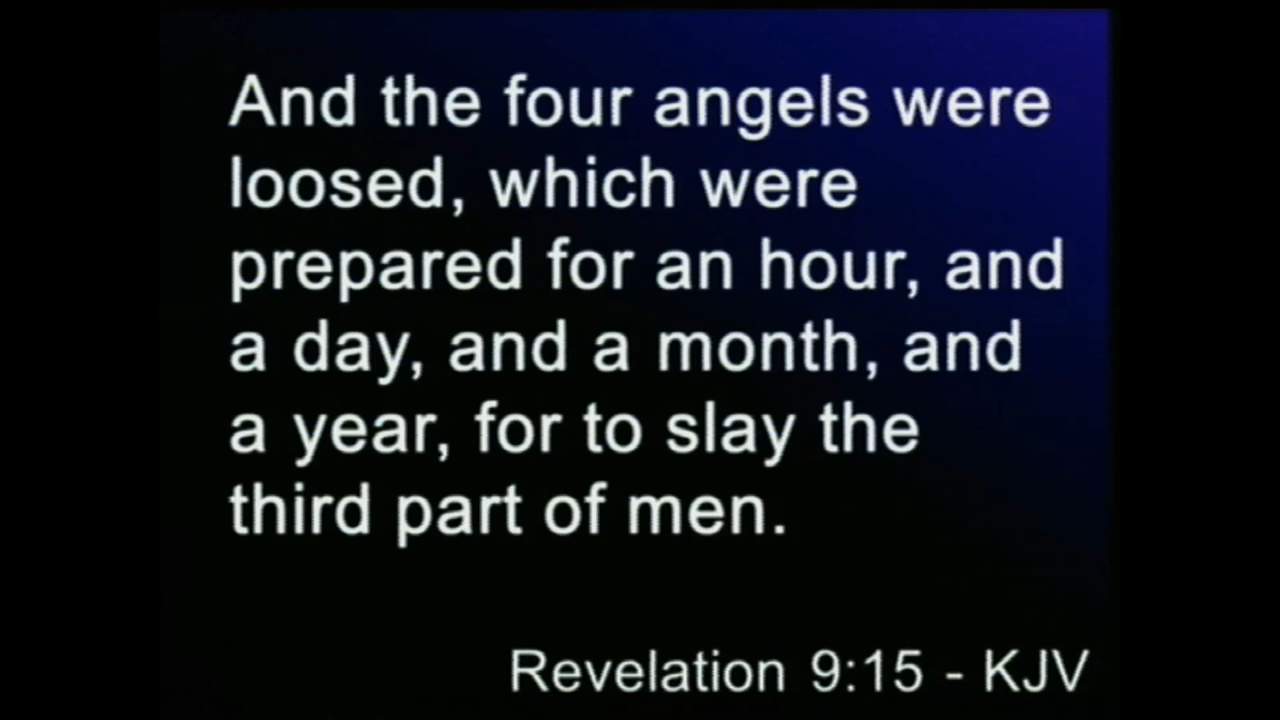 And the four angels were
loosed, which were
prepared for an hour, and
a day, and a month, and
a year, for to slay the
third part of men.
Revelation 9:15 - KJV